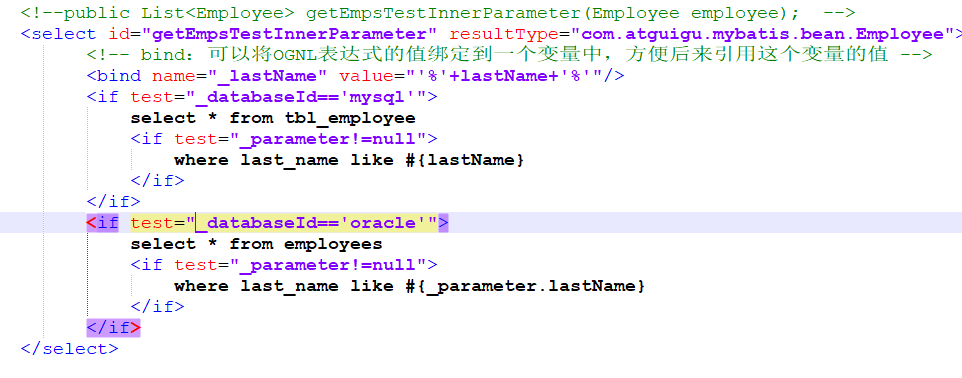 <!--public List<Employee> getEmpsTestInnerParameter(Employee employee);  -->
<select id="getEmpsTestInnerParameter" resultType="com.atguigu.mybatis.bean.Employee">
<!-- bind：可以将OGNL表达式的值绑定到一个变量中，方便后来引用这个变量的值 -->
<bind name="_lastName" value="'%'+lastName+'%'"/>
<if test="_databaseId=='mysql'">
select * from tbl_employee
<if test="_parameter!=null">
where last_name like #{lastName}
</if>
</if>
<if test="_databaseId=='oracle'">
select * from employees
<if test="_parameter!=null">
where last_name like #{_parameter.lastName}
</if>
</if>
</select>